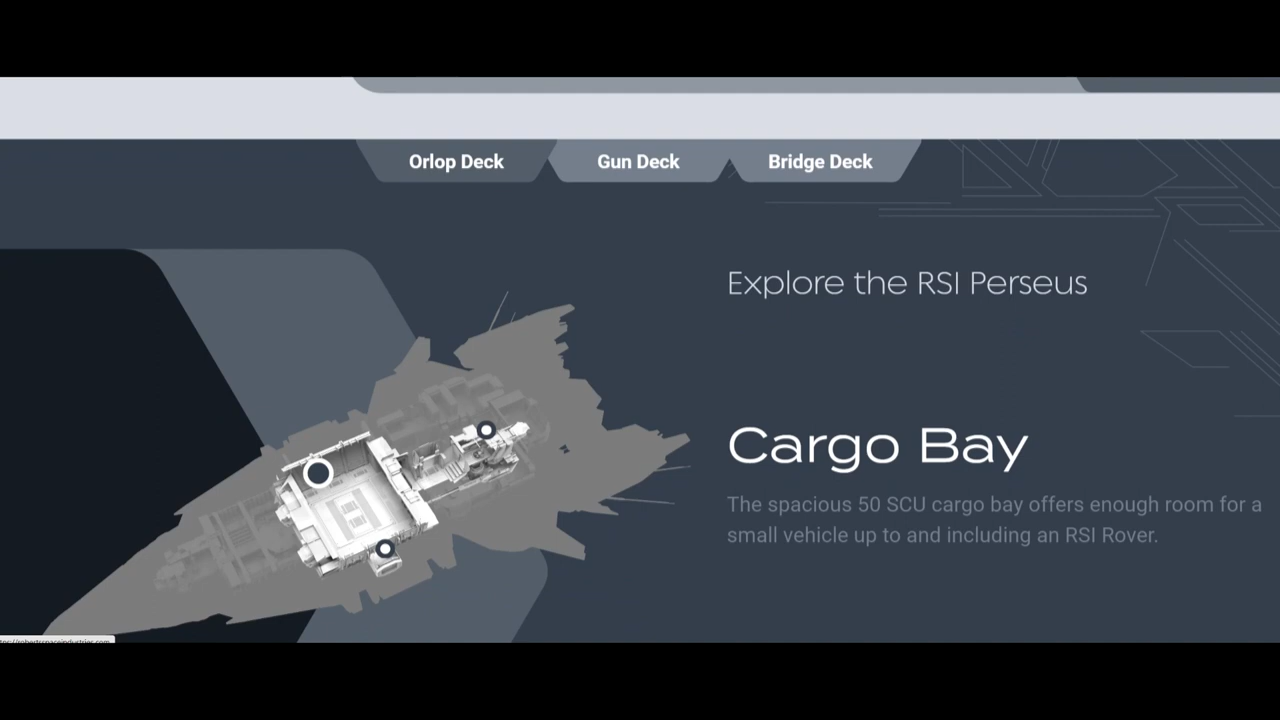 Orlop Deck
Gun Deck
Bridge Deck
Explore the RSI Perseus
Cargo Bay
The spacious 50 SCU cargo bay offers enough room for a
small vehicle up to and including an RSI Rover.